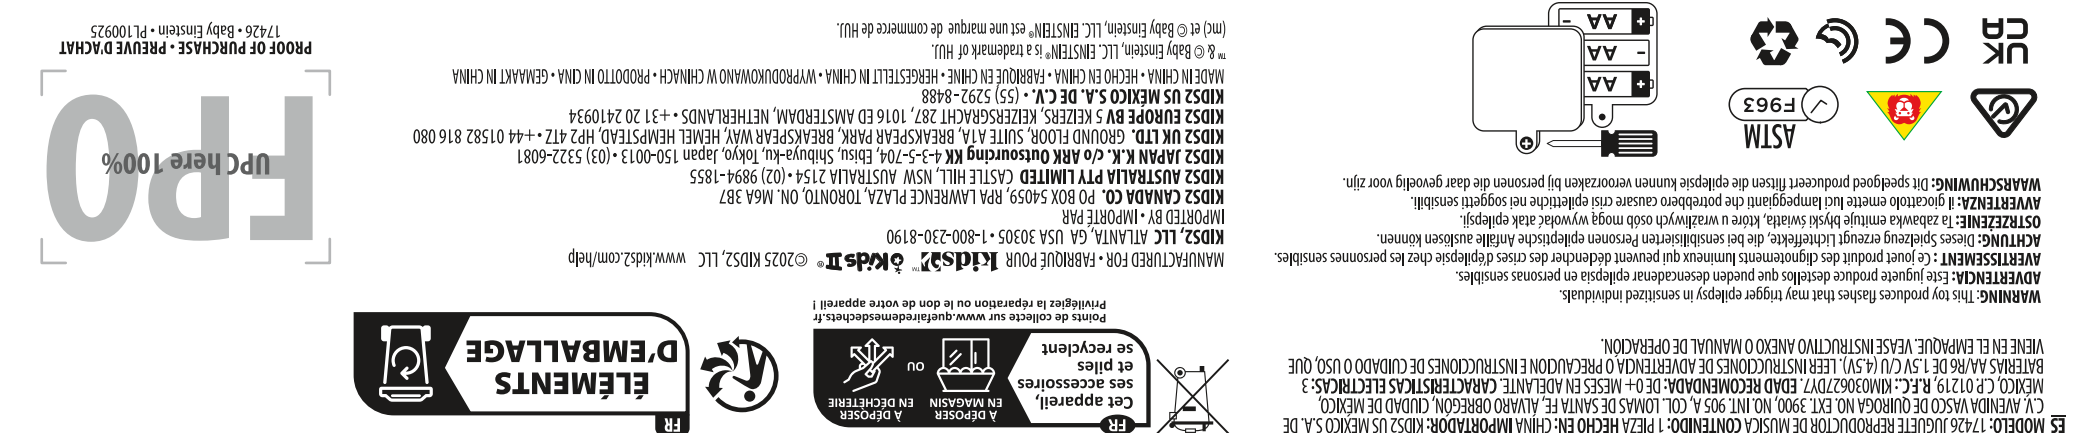 ES MODELO: 17426 JUGUETE REPRODUCTOR DE MUSICA CONTENIDO: 1 PIEZA HECHO EN: CHINA IMPORTADOR: KIDS2 US MÉXICO S.A. DE
C.V. AVENIDA VASCO DE QUIROGA NO. EXT. 3900, NO. INT. 905 A, COL. LOMAS DE SANTA FE, ALVARO OBREGÓN, CIUDAD DE MÉXICO,
MÉXICO, C.P. 01219, R.F.C.: KIM030627DY7. EDAD RECOMENDADA: DE 0+ MESES EN ADELANTE. CARACTERISTICAS ELECTRICAS: 3
BATERIAS AA/R6 DE 1.5V C/U (4.5V). LEER INSTRUCCIONES DE ADVERTENCIA O PRECAUCION E INSTRUCCIONES DE CUIDADO O USO, QUE
VIENE EN EL EMPAQUE. VEASE INSTRUCTIVO ANEXO O MANUAL DE OPERACIÓN.
WARNING: This toy produces flashes that may trigger epilepsy in sensitized individuals.
ADVERTENCIA: Este juguete produce destellos que pueden desencadenar epilepsia en personas sensibles.
AVERTISSEMENT : Ce jouet produit des clignotements lumineux qui peuvent déclencher des crises d'épilepsie chez les personnes sensibles.
ACHTUNG: Dieses Spielzeug erzeugt Lichteffekte, die bei sensibilisierten Personen epileptische Anfälle auslösen können.
OSTRZEŻENIE: Ta zabawka emituje błyski światła, które u wrażliwych osób mogą wywołać atak epilepsji.
AVVERTENZA: il giocattolo emette luci lampeggianti che potrebbero causare crisi epilettiche nei soggetti sensibili.
WAARSCHUWING: Dit speelgoed produceert flitsen die epilepsie kunnen veroorzaken bij personen die daar gevoelig voor zijn.
ASTM
F963
UK
CA
CE
+ AA
AA -
+ AA -
FR
Cet appareil,
ses accessoires
et piles
se recyclent
À DÉPOSER
EN MAGASIN
OU
À DÉPOSER
EN DÉCHÈTERIE
Points de collecte sur www.quefairedemesdechets.fr
Privilégiez la réparation ou le don de votre appareil !
FR
ÉLÉMENTS
D'EMBALLAGE
MANUFACTURED FOR • FABRIQUÉ POUR kids2™ kids II® ©2025 KIDS2, LLC www.kids2.com/help
KIDS2, LLC ATLANTA, GA USA 30305 • 1-800-230-8190
IMPORTED BY • IMPORTÉ PAR
KIDS2 CANADA CO. PO BOX 54059, RPA LAWRENCE PLAZA, TORONTO, ON. M6A 3B7
KIDS2 AUSTRALIA PTY LIMITED CASTLE HILL, NSW AUSTRALIA 2154 • (02) 9894-1855
KIDS2 JAPAN K.K. c/o ARK Outsourcing KK 4-3-5-704, Ebisu, Shibuya-ku, Tokyo, Japan 150-0013 • (03) 5322-6081
KIDS2 UK LTD. GROUND FLOOR, SUITE A1A, BREAKSPEAR PARK, BREAKSPEAR WAY, HEMEL HEMPSTEAD, HP2 4TZ • +44 01582 816 080
KIDS2 EUROPE BV 5 KEIZERS, KEIZERSGRACHT 287, 1016 ED AMSTERDAM, NETHERLANDS • +31 20 2410934
KIDS2 US MÉXICO S.A. DE C.V. • (55) 5292-8488
MADE IN CHINA • HECHO EN CHINA • FABRIQUÉ EN CHINE • HERGESTELLT IN CHINA • WYPRODUKOWANO W CHINACH • PRODOTTO IN CINA • GEMAAKT IN CHINA
™ & © Baby Einstein, LLC. EINSTEIN® is a trademark of HUJ.
(mc) et © Baby Einstein, LLC. EINSTEIN® est une marque de commerce de HUJ.
FPO
UPC here 100%
PROOF OF PURCHASE • PREUVE D'ACHAT
17426 • Baby Einstein • PL100925